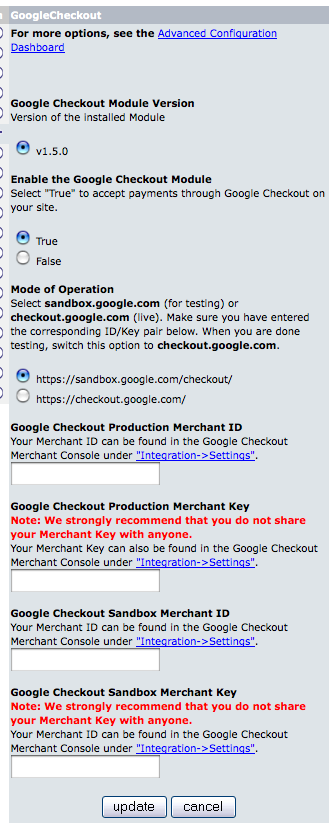 GoogleCheckout
For more options, see the Advanced Configuration
Dashboard
Google Checkout Module Version
Version of the installed Module
v1.5.0
Enable the Google Checkout Module
Select "True" to accept payments through Google Checkout on
your site.
True
False
Mode of Operation
Select sandbox.google.com (for testing) or
checkout.google.com (live). Make sure you have entered
the corresponding ID/Key pair below. When you are done
testing, switch this option to checkout.google.com.
https://sandbox.google.com/checkout/
https://checkout.google.com/
Google Checkout Production Merchant ID
Your Merchant ID can be found in the Google Checkout
Merchant Console under "Integration->Settings".
Google Checkout Production Merchant Key
Note: We strongly recommend that you do not share
your Merchant Key with anyone.
Your Merchant Key can also be found in the Google Checkout
Merchant Console under "Integration->Settings".
Google Checkout Sandbox Merchant ID
Your Merchant ID can be found in the Google Checkout
Merchant Console under "Integration->Settings".
Google Checkout Sandbox Merchant Key
Note: We strongly recommend that you do not share
your Merchant Key with anyone.
Your Merchant ID can be found in the Google Checkout
Merchant Console under "Integration->Settings".
update cancel